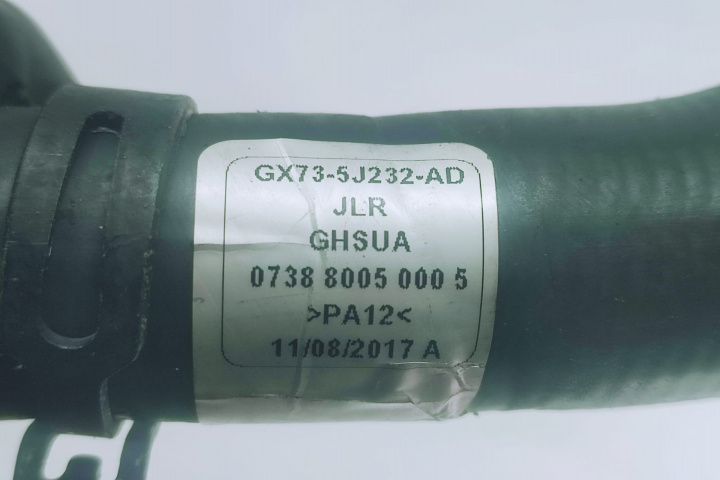 GX73-5J232-AD
JLR
GHSUA
0738 8005 000 5
>PA12<
11/08/2017 A